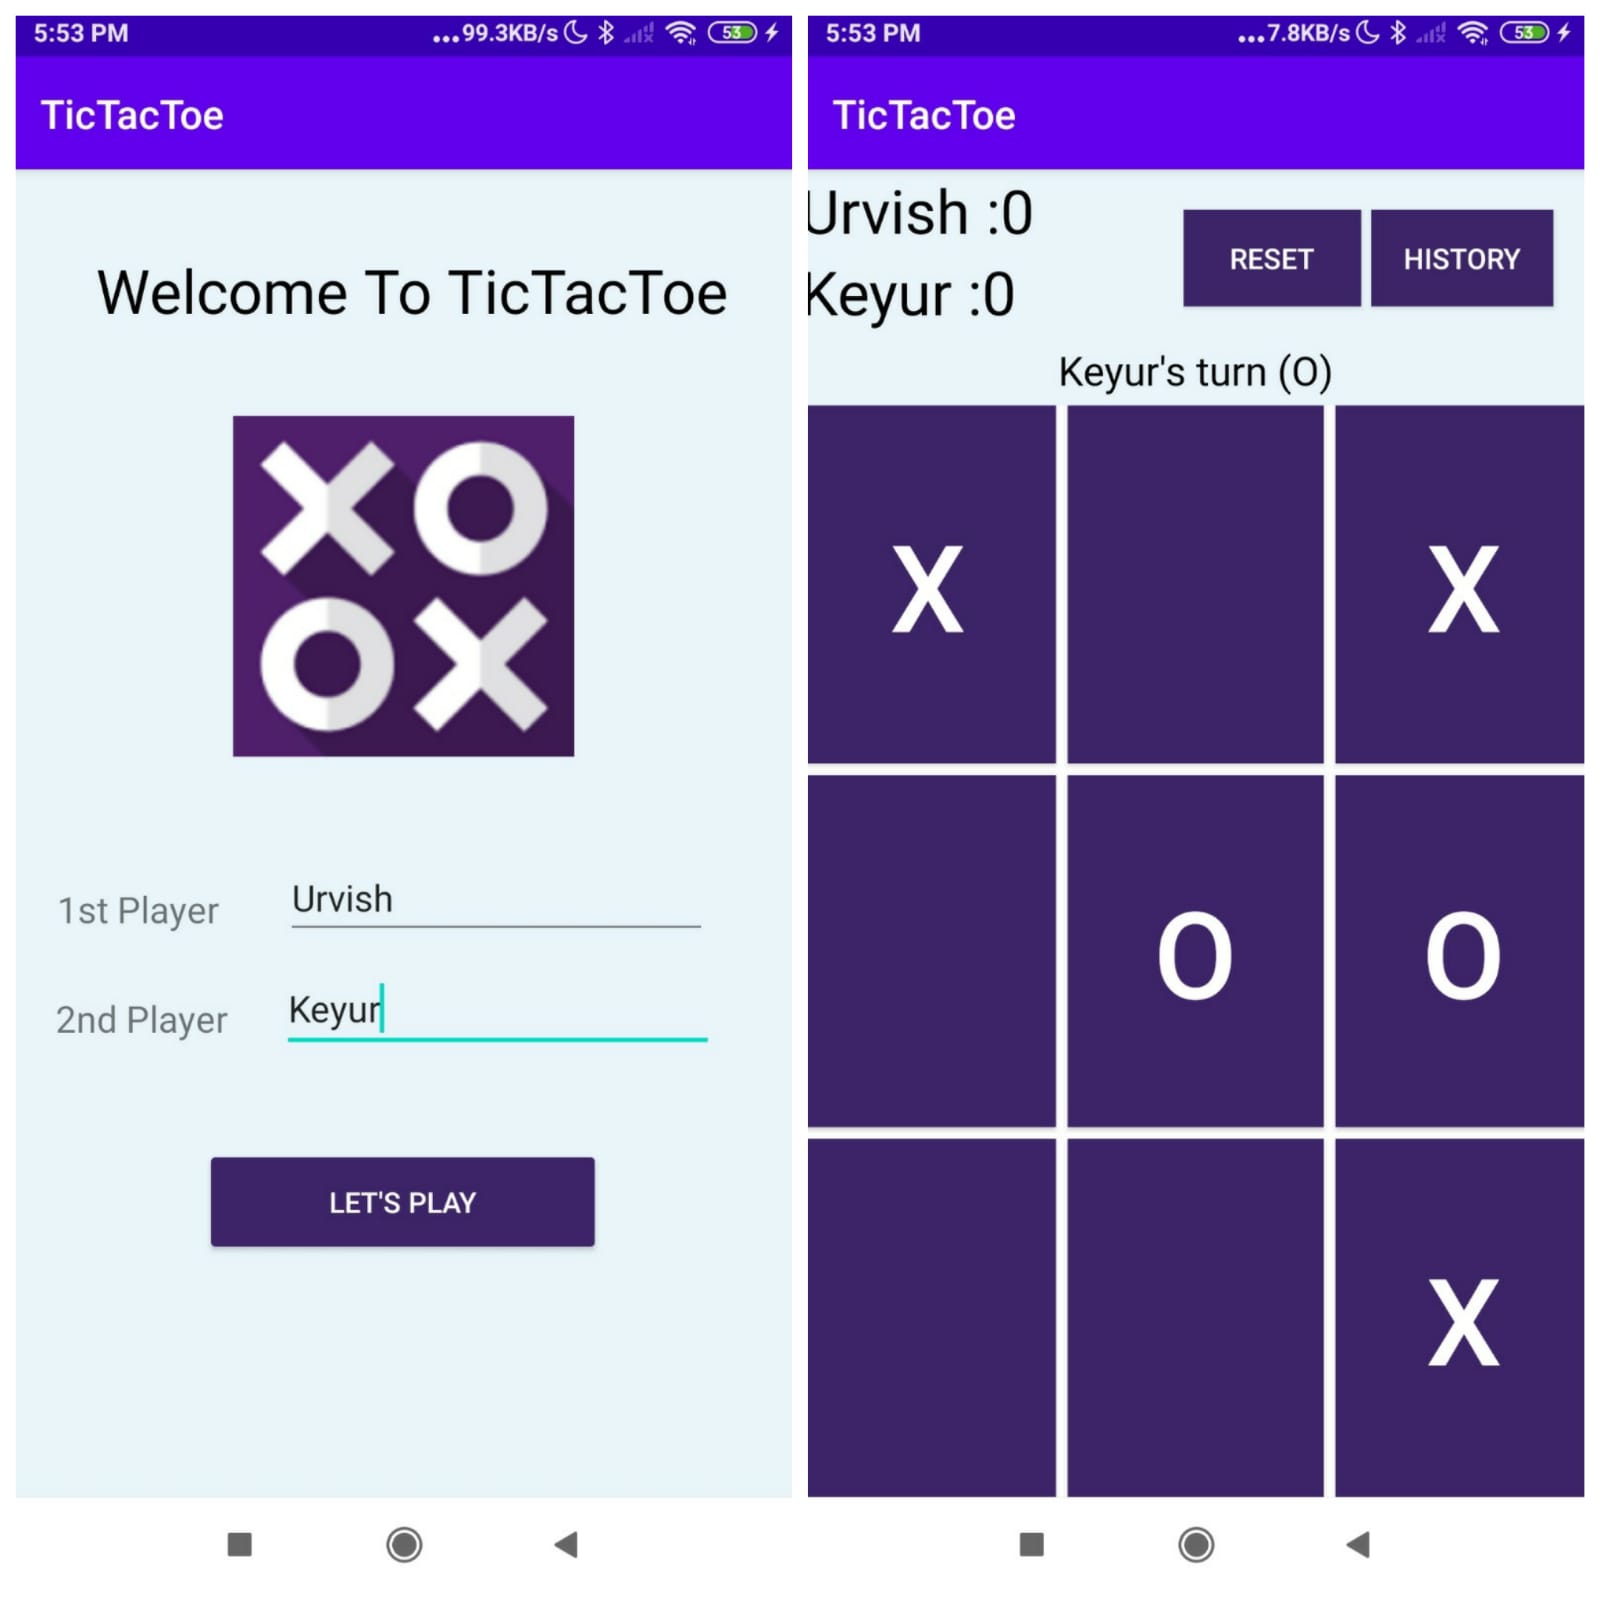 5:53 PM ...99.3KB/s 53
TicTacToe
Welcome To TicTacToe
X O
O X
1st Player Urvish
2nd Player Keyur
LET'S PLAY
5:53 PM ...7.8KB/s 53
TicTacToe
Urvish :0
Keyur :0
RESET HISTORY
Keyur's turn (O)
X X
O O
X